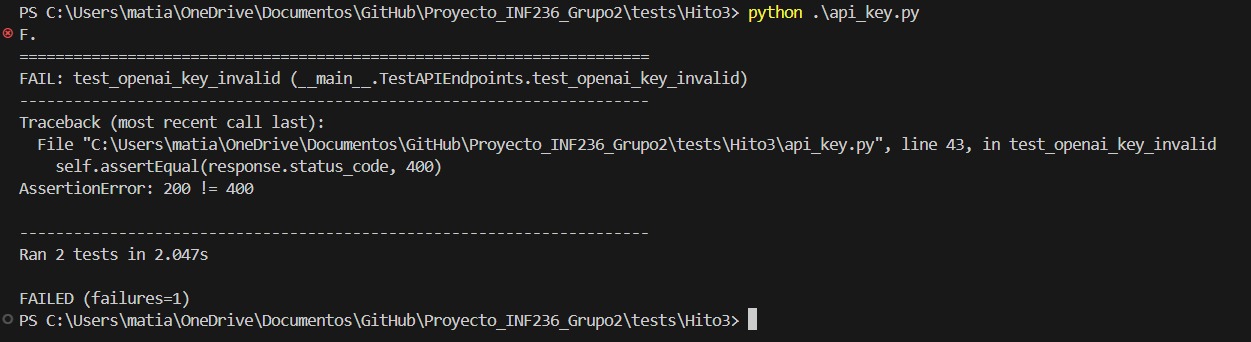 PS C:\Users\matia\OneDrive\Documentos\GitHub\Proyecto_INF236_Grupo2\tests\Hito3> python .\api_key.py
F.
======================================================================
FAIL: test_openai_key_invalid (__main__.TestAPIEndpoints.test_openai_key_invalid)
----------------------------------------------------------------------
Traceback (most recent call last):
  File "C:\Users\matia\OneDrive\Documentos\GitHub\Proyecto_INF236_Grupo2\tests\Hito3\api_key.py", line 43, in test_openai_key_invalid
    self.assertEqual(response.status_code, 400)
AssertionError: 200 != 400

----------------------------------------------------------------------
Ran 2 tests in 2.047s

FAILED (failures=1)
PS C:\Users\matia\OneDrive\Documentos\GitHub\Proyecto_INF236_Grupo2\tests\Hito3>